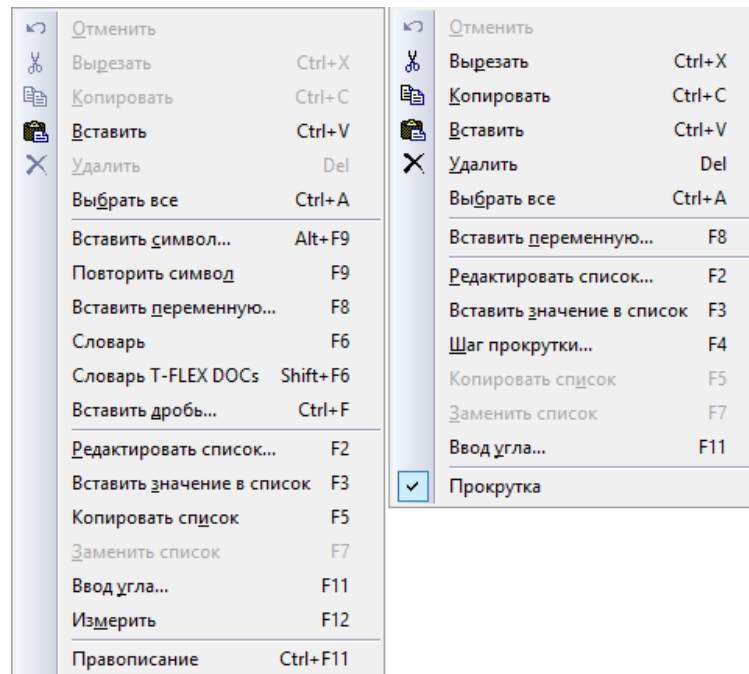 Отменить
Вырезать Ctrl+X
Копировать Ctrl+C
Вставить Ctrl+V
Удалить Del
Выбрать все Ctrl+A
Вставить символ... Alt+F9
Повторить символ F9
Вставить переменную... F8
Словарь F6
Словарь T-FLEX DOCs Shift+F6
Вставить дробь... Ctrl+F
Редактировать список... F2
Вставить значение в список F3
Копировать список F5
Заменить список F7
Ввод угла... F11
Измерить F12
Правописание Ctrl+F11
Отменить
Вырезать Ctrl+X
Копировать Ctrl+C
Вставить Ctrl+V
Удалить Del
Выбрать все Ctrl+A
Вставить переменную... F8
Редактировать список... F2
Вставить значение в список F3
Шаг прокрутки... F4
Копировать список F5
Заменить список F7
Ввод угла... F11
Прокрутка